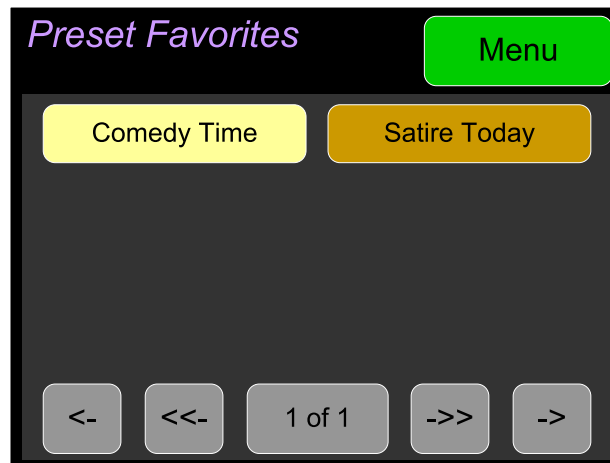 Preset Favorites
Menu
Comedy Time
Satire Today
<-
<<-
1 of 1
->>
->